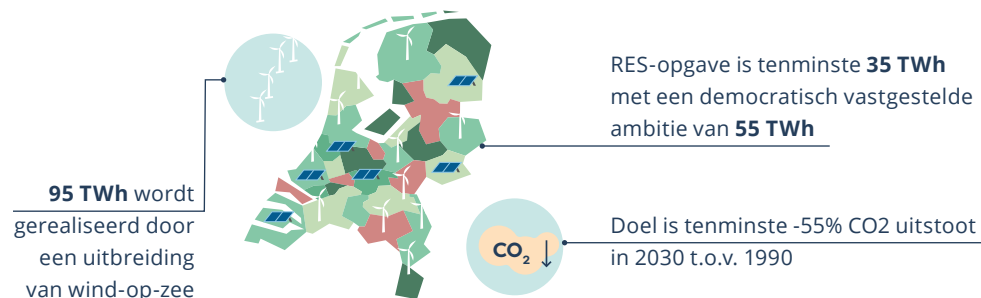 95 TWh wordt
gerealiseerd door
een uitbreiding
van wind-op-zee
RES-opgave is tenminste 35 TWh
met een democratisch vastgestelde
ambitie van 55 TWh
CO2
Doel is tenminste -55% CO2 uitstoot
in 2030 t.o.v. 1990